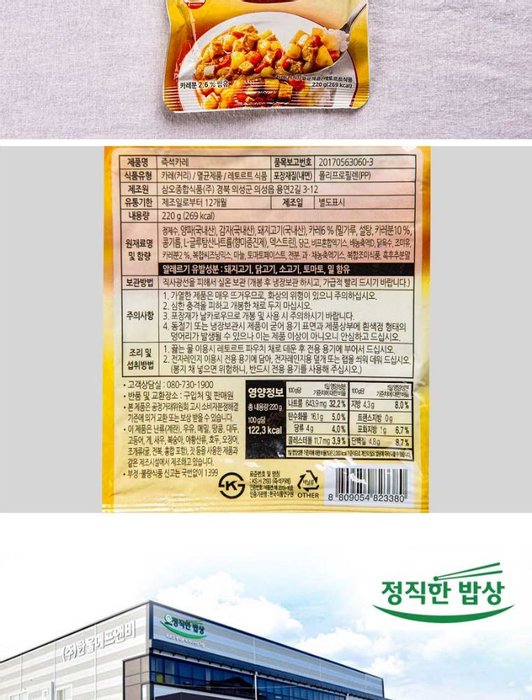 카레분 2.6% 함유
220 g (269 kcal)
제품명 즉석카레 품목보고번호 20170563060-3
식품유형 카레(커리) / 멸균제품 / 레토르트 식품 포장재질(내면) 폴리프로필렌(PP)
제조원 삼오종합식품(주) 경북 의성군 의성읍 용연2길 3-12
유통기한 제조일로부터 12개월 제조일 별도표시
내용량 220 g (269 kcal)
원재료명 및 함량
정제수, 양파(국내산), 감자(국내산), 돼지고기(국내산), 카레6% (밀가루, 설탕, 카레분10%,
콩기름, L-글루탐산나트륨(향미증진제), 덱스트린), 당근,
토마토페이스트, 전분
알레르기 유발성분 : 돼지고기, 닭고기, 소고기, 토마토, 밀 함유
보관방법 직사광선을 피해서 실온 보관 (개봉 후 냉장보관 하시고, 가급적 빨리 드시기 바랍니다.)
주의사항
1. 가열한 제품은 매우 뜨거우므로, 화상의 위험이 있으니 주의하십시오.
2. 심한 충격을 피하고 개봉한 채로 두지 마십시오.
3. 포장재가 날카로우므로 개봉 및 사용 시 주의하시기 바랍니다.
4. 동절기 또는 냉장보관시 제품이 굳어 용기 표면과 제품상부에 흰색점 형태의
덩어리가 발생될 수 있으나 이는 제품 이상이 아니오니 안심하고 드십시오.
조리 및 섭취방법
1. 끓는 물 이용시 레토르트 파우치 채로 데운 후 전용 용기에 부어서 드십시오.
2. 전자레인지 이용시 전용 용기에 담아, 전자레인지용 덮개 또는 랩을 씌워 데워 드십시오
(봉지 채 넣으면 위험하니, 반드시 전용 용기를 사용해 주십시오.)
• 고객상담실 : 080-730-1900
• 반품 및 교환장소 : 구입처 및 판매원
• 본 제품은 공정거래위원회 고시 소비자분쟁해결
기준에 의거 교환 또는 보상 받을 수 있습니다.
• 이 제품은 난류(계란), 우유, 메밀, 땅콩, 대두,
고등어, 게, 새우, 복숭아, 아황산류, 호두, 오징어,
조개류(굴, 전복, 홍합 포함), 잣 등을 사용한 제품과
같은 제조시설에서 제조하고 있습니다.
• 부정·불량식품 신고는 국번없이 1399
영양정보
총 내용량 220 g
100 g당
122.3 kcal
나트륨 643.9 mg 32.2% 지방 4.3 g 8.0%
탄수화물 16.1 g 5.0% 트랜스지방 0 g
당류 4 g 4.0% 포화지방 1 g 6.7%
콜레스테롤 11.7 mg 3.9% 단백질 4.8 g 8.7%
OTHER
8 809054 823380
정직한 밥상
정직한 밥상